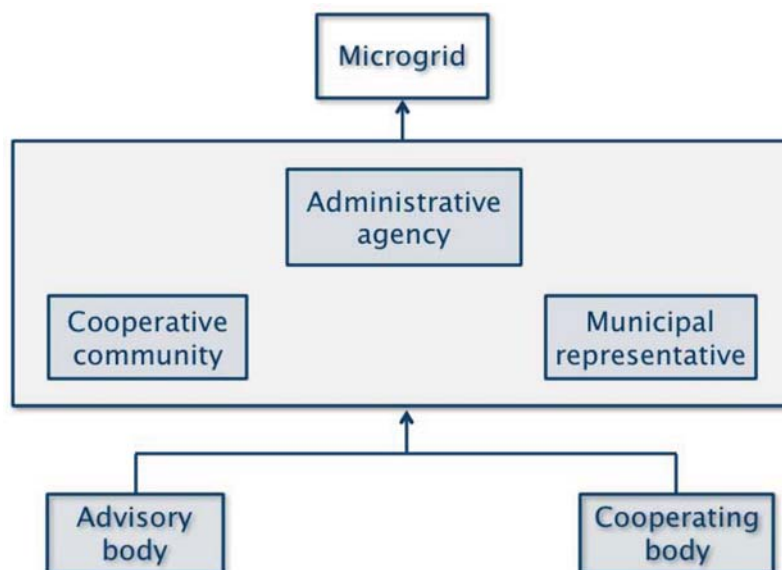 Microgrid
Administrative
agency
Cooperative
community
Municipal
representative
Advisory
body
Cooperating
body